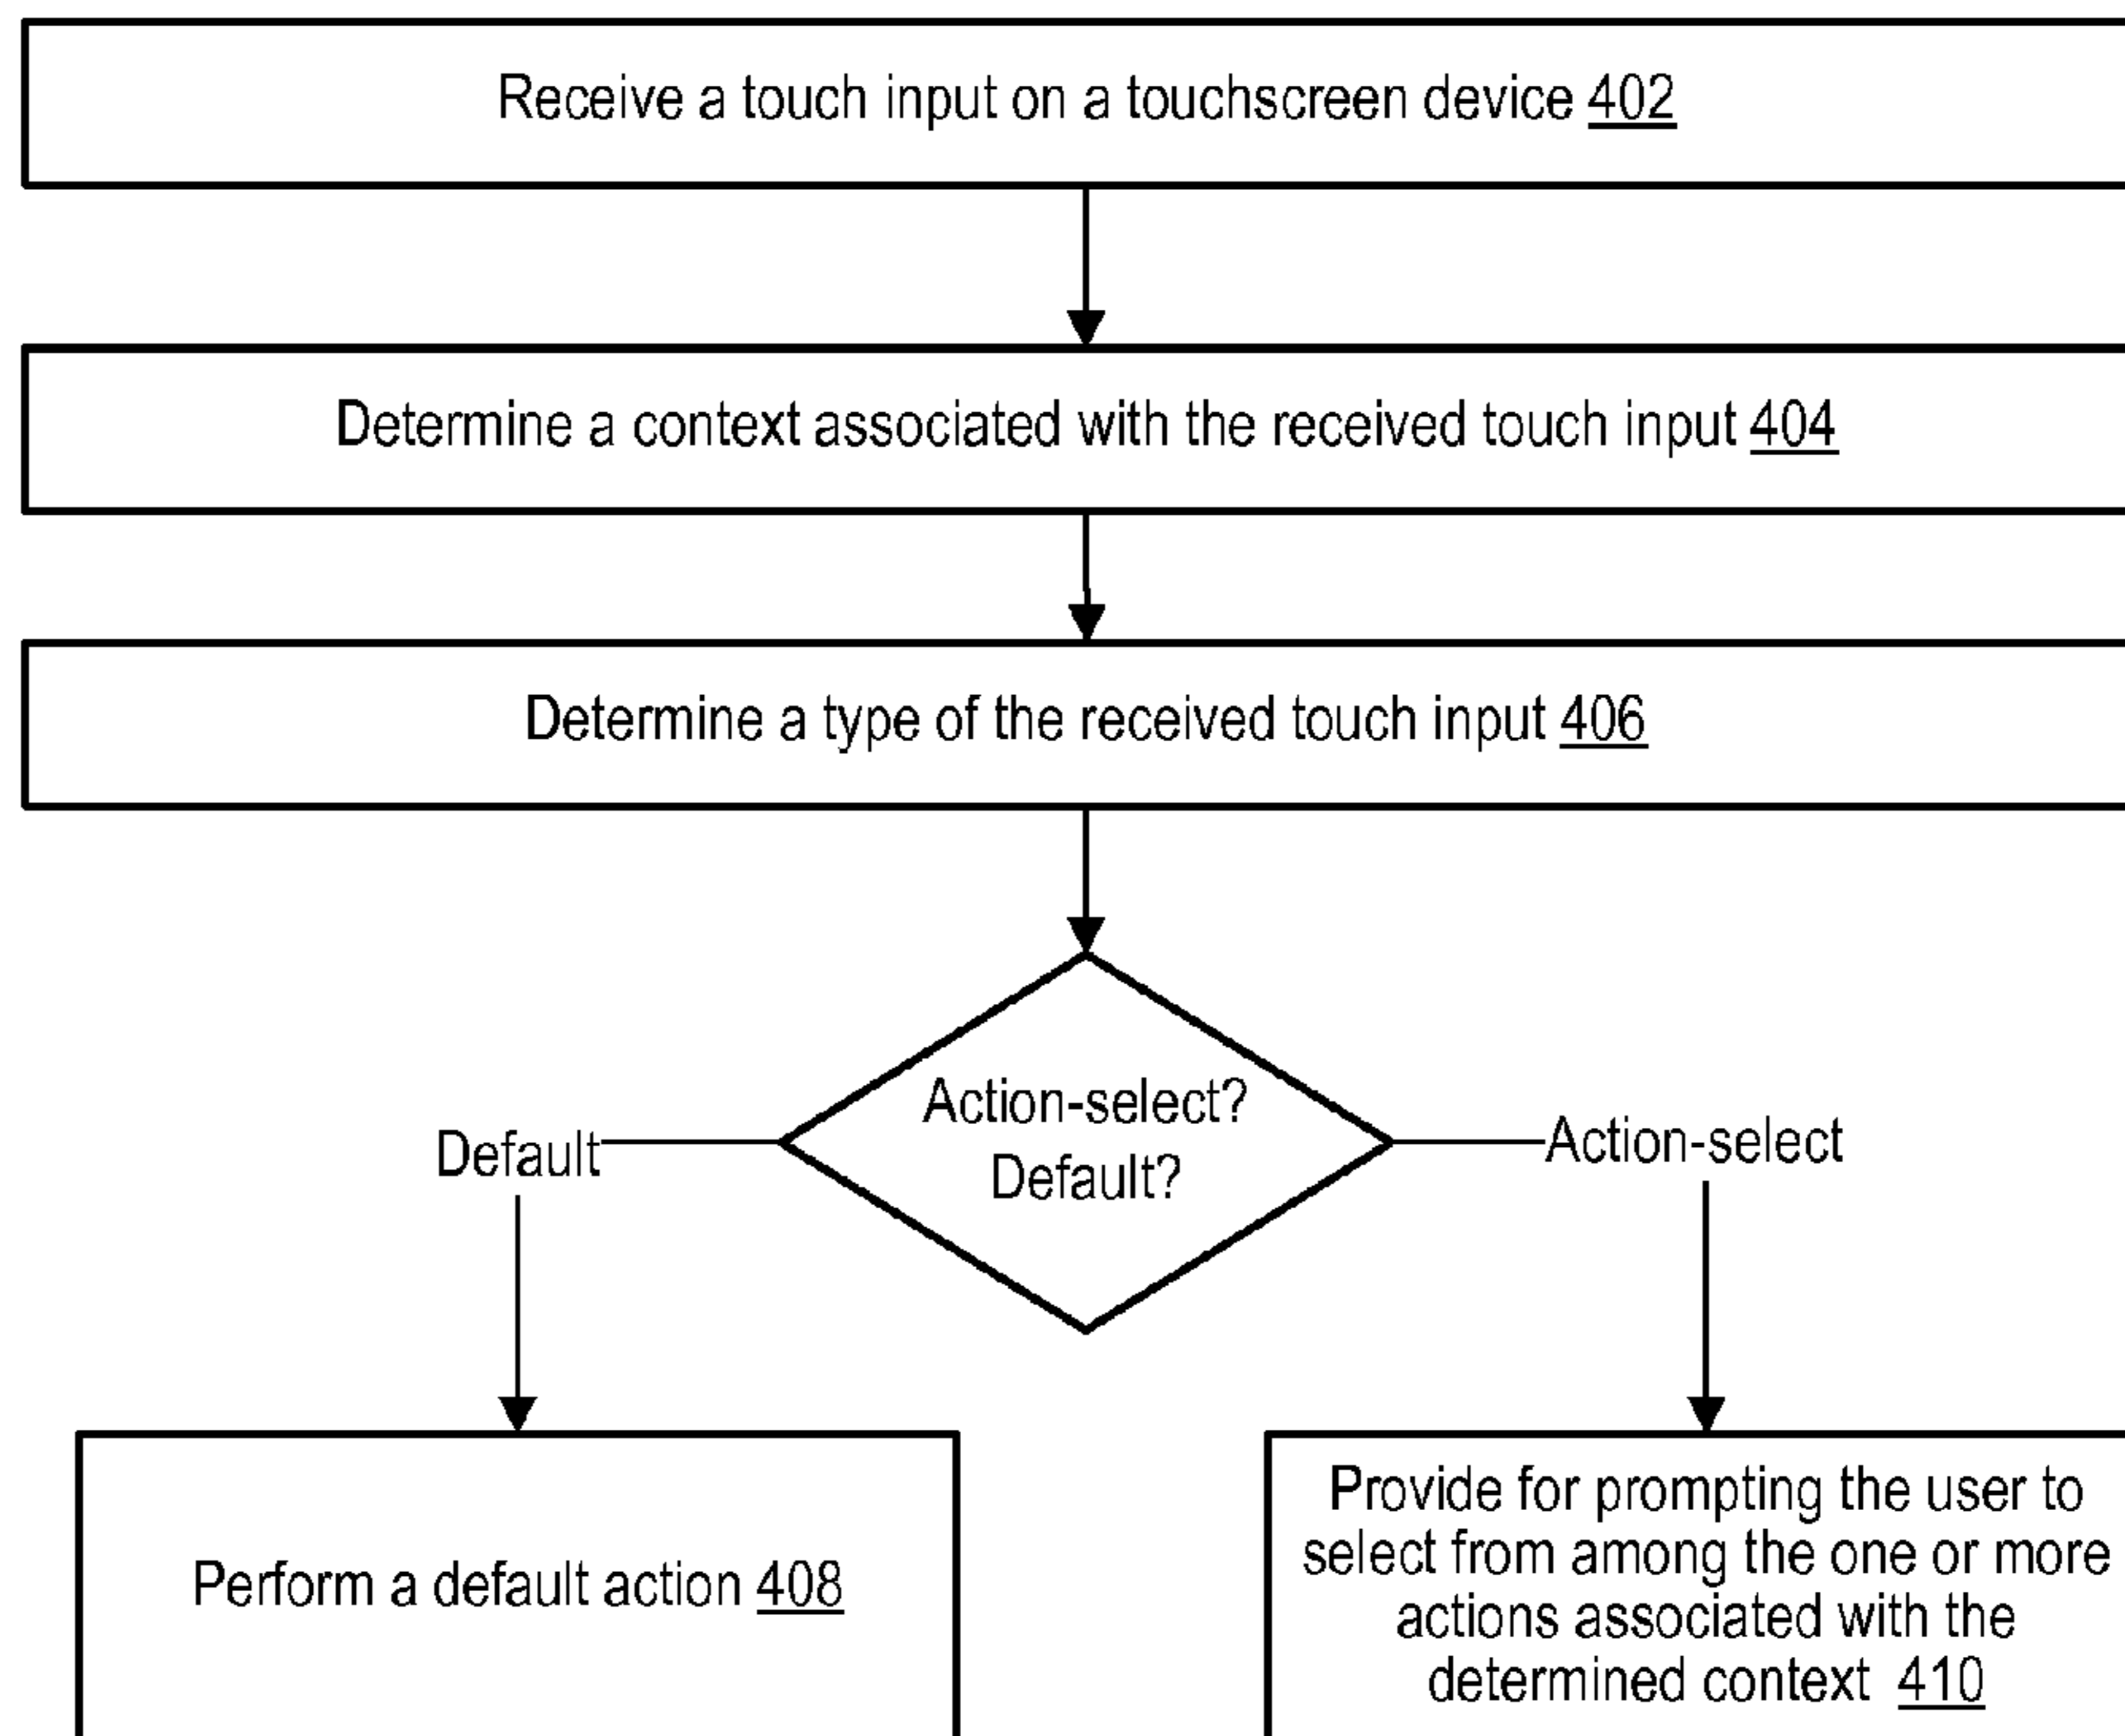 Receive a touch input on a touchscreen device 402
Determine a context associated with the received touch input 404
Determine a type of the received touch input 406
Action-select?
Default?
Default
Action-select
Perform a default action 408
Provide for prompting the user to
select from among the one or more
actions associated with the
determined context 410